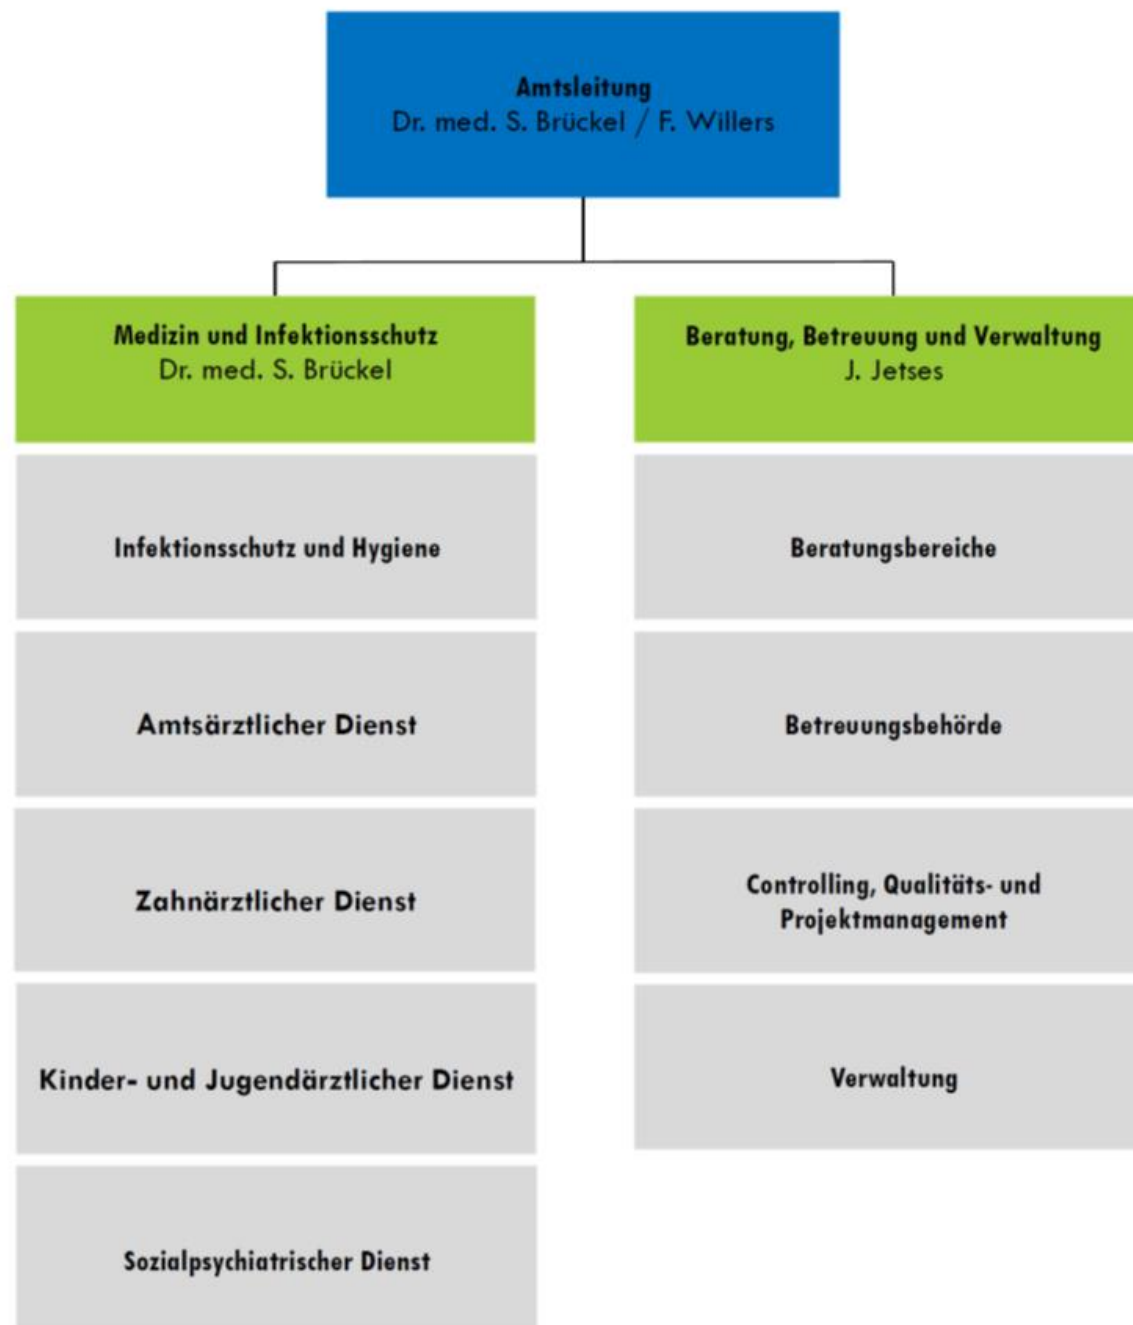 Amtsleitung
Dr. med. S. Brückel / F. Willers
Medizin und Infektionsschutz
Dr. med. S. Brückel
Infektionsschutz und Hygiene
Amtsärztlicher Dienst
Zahnärztlicher Dienst
Kinder- und Jugendärztlicher Dienst
Sozialpsychiatrischer Dienst
Beratung, Betreuung und Verwaltung
J. Jetses
Beratungsbereiche
Betreuungsbehörde
Controlling, Qualitäts- und
Projektmanagement
Verwaltung